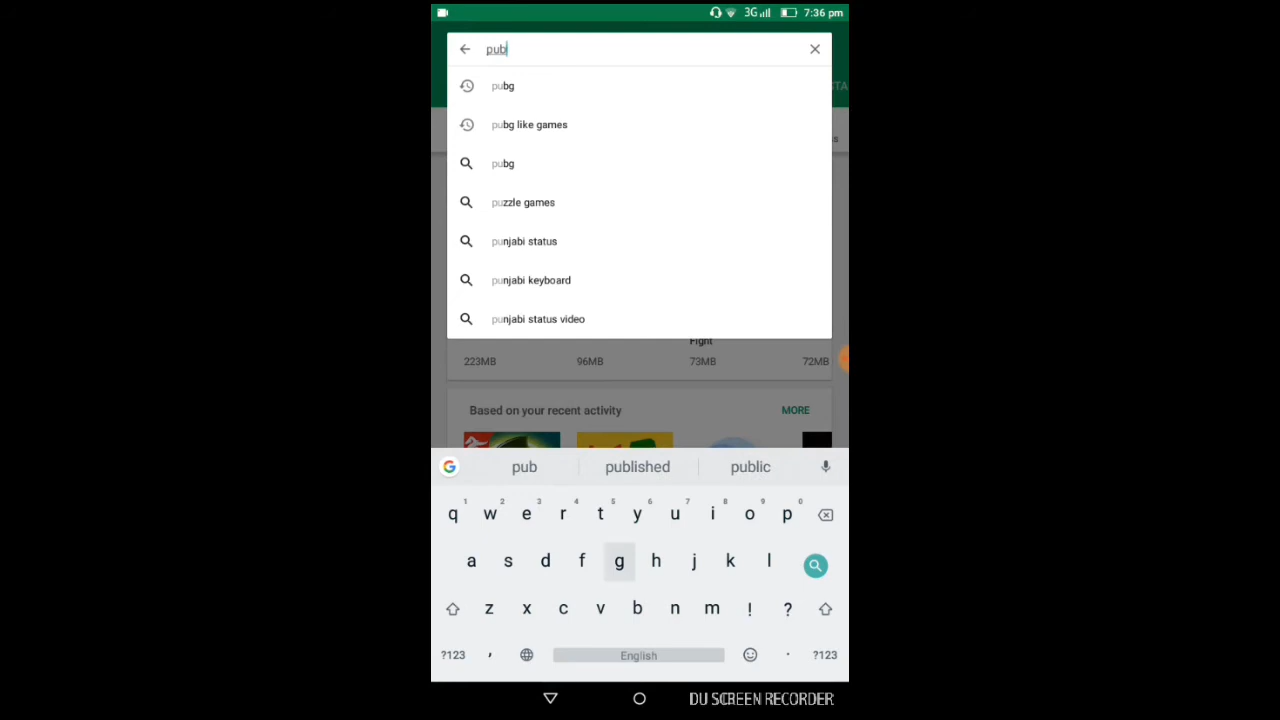 3G 7:36 pm
pub
TA
pubg
pubg like games
s
pubg
puzzle games
punjabi status
punjabi keyboard
punjabi status video
Fight
223MB 96MB 73MB 72MB
Based on your recent activity MORE
pub published public
1 2 3 4 5 6 7 8 9 0
q w e r t y u i o p
a s d f g h j k l
z x c v b n m ! ?
?123 , English . ?123
DU SCREEN RECORDER